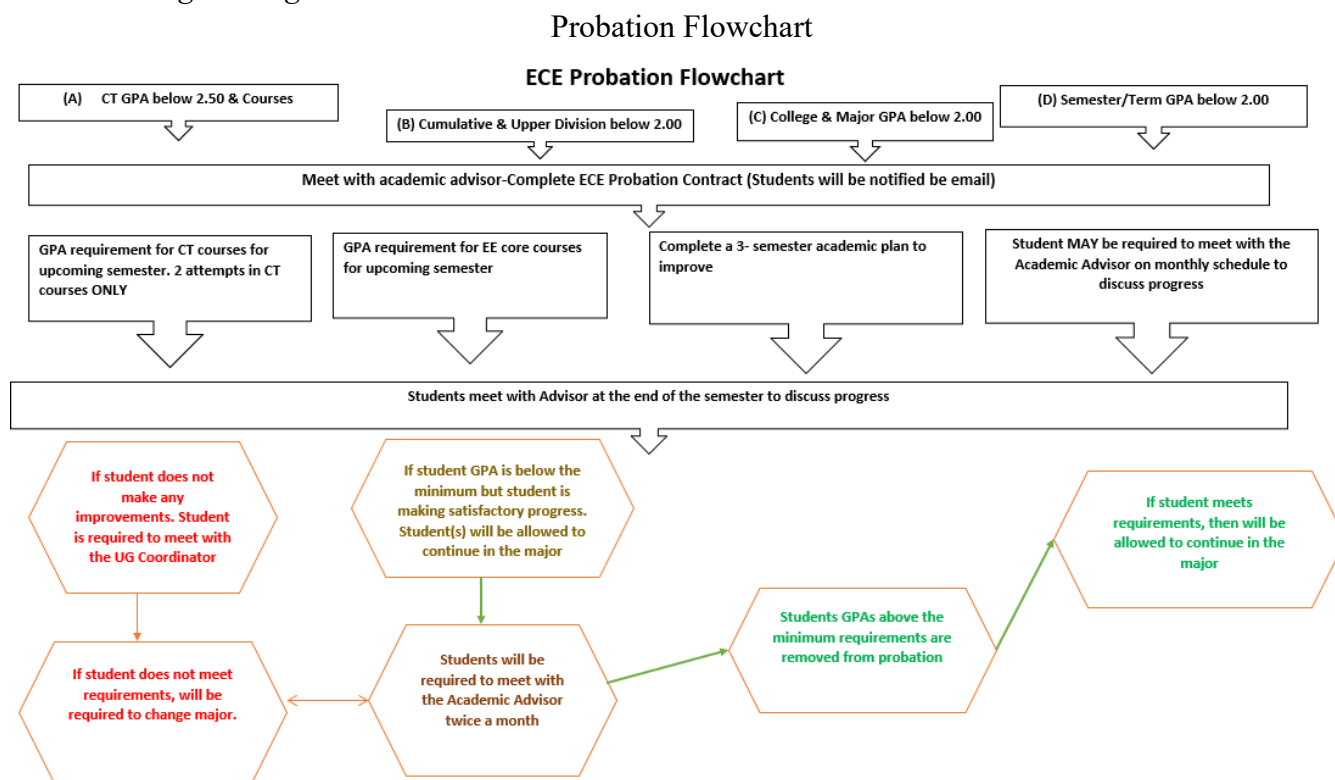 Probation Flowchart
ECE Probation Flowchart
(A) CT GPA below 2.50 & Courses
(B) Cumulative & Upper Division below 2.00
(C) College & Major GPA below 2.00
(D) Semester/Term GPA below 2.00
Meet with academic advisor-Complete ECE Probation Contract (Students will be notified be email)
GPA requirement for CT courses for
upcoming semester. 2 attempts in CT
courses ONLY
GPA requirement for EE core courses
for upcoming semester
Complete a 3- semester academic plan to
improve
Student MAY be required to meet with the
Academic Advisor on monthly schedule to
discuss progress
Students meet with Advisor at the end of the semester to discuss progress
If student does not
make any
improvements. Student
is required to meet with
the UG Coordinator
If student GPA is below the
minimum but student is
making satisfactory progress.
Student(s) will be allowed to
continue in the major
If student meets
requirements, then will be
allowed to continue in the
major
Students GPAs above the
minimum requirements are
removed from probation
If student does not meet
requirements, will be
required to change major.
Students will be
required to meet with
the Academic Advisor
twice a month